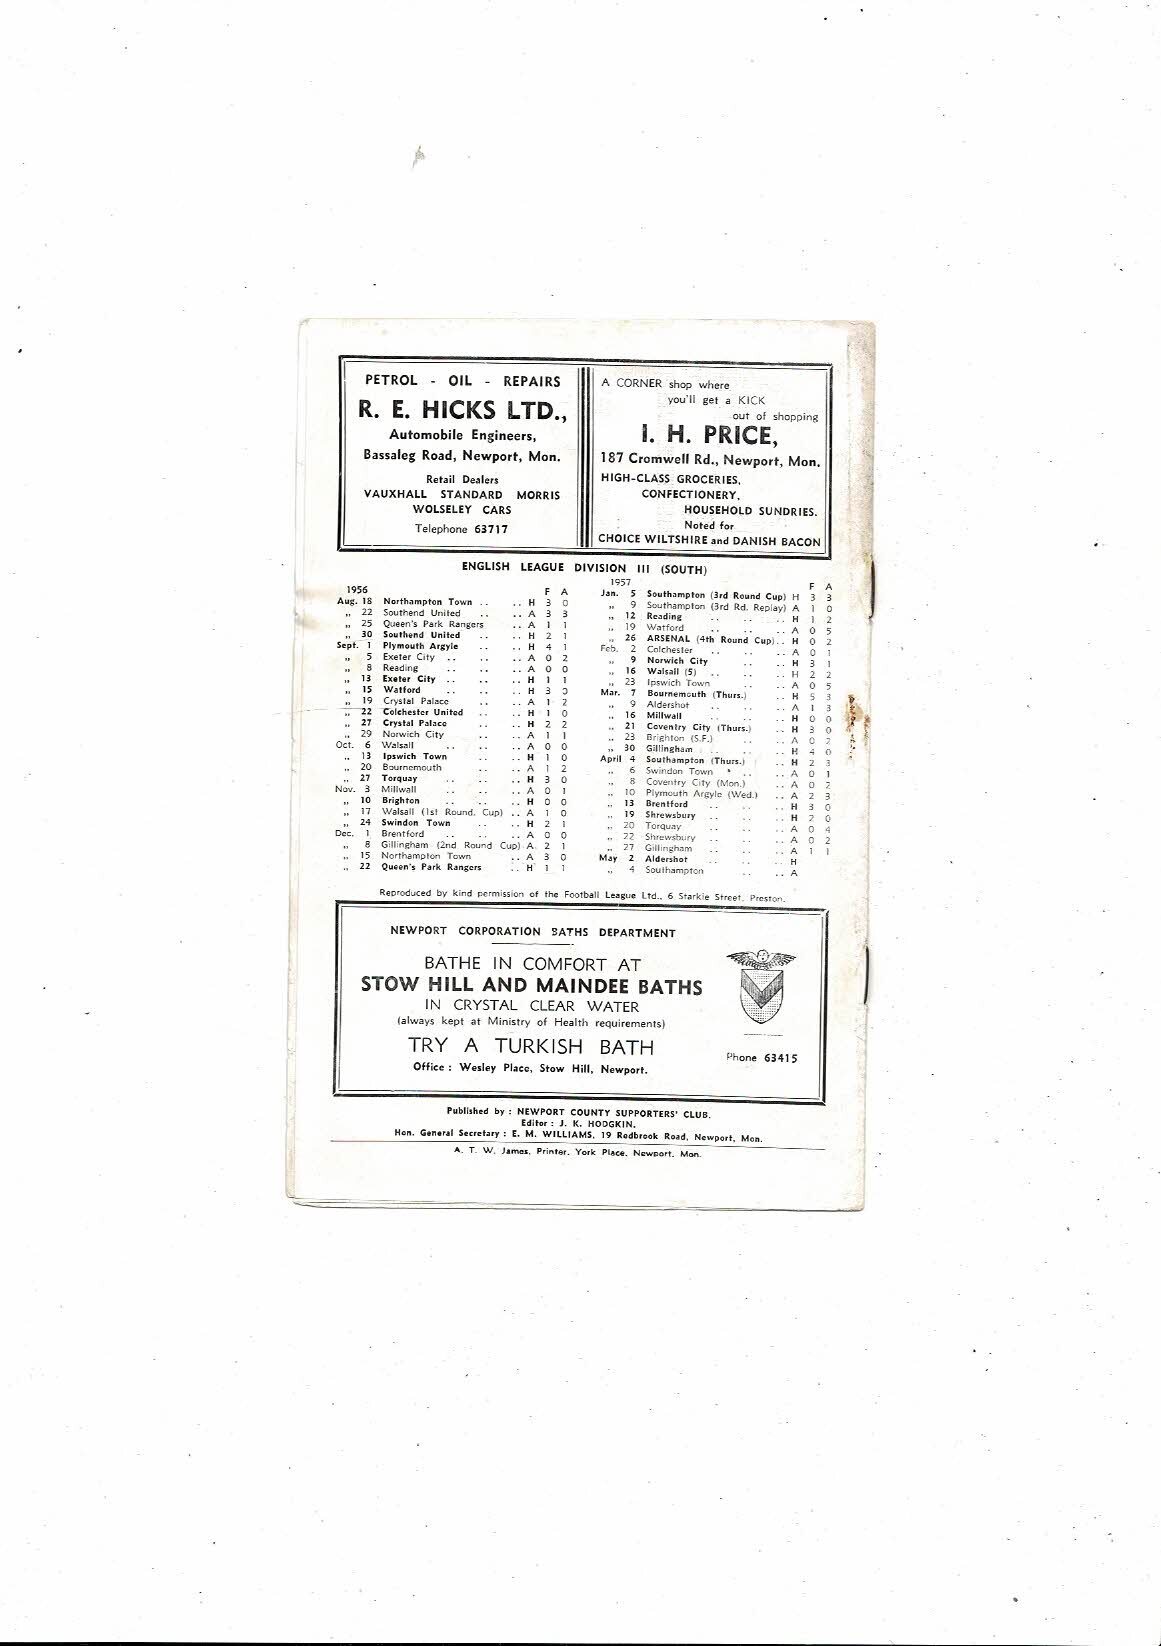 PETROL - OIL - REPAIRS
R. E. HICKS LTD.,
Automobile Engineers,
Bassaleg Road, Newport, Mon.
Retail Dealers
VAUXHALL STANDARD MORRIS
WOLSELEY CARS
Telephone 63717
A CORNER shop where
you'll get a KICK
out of shopping
I. H. PRICE,
187 Cromwell Rd., Newport, Mon.
HIGH-CLASS GROCERIES,
CONFECTIONERY,
HOUSEHOLD SUNDRIES.
Noted for
CHOICE WILTSHIRE and DANISH BACON
ENGLISH LEAGUE DIVISION III (SOUTH)
1956 F A
Aug. 18 Northampton Town .. .. H 3 0
„ 22 Southend United .. .. A 3 3
„ 25 Queen's Park Rangers .. A 1 1
„ 30 Southend United .. .. H 2 1
Sept. 1 Plymouth Argyle .. .. H 4 1
„ 5 Exeter City .. .. .. A 0 2
„ 8 Reading .. .. .. A 0 0
„ 13 Exeter City .. .. .. H 1 1
„ 15 Watford .. .. .. H 3 0
„ 19 Crystal Palace .. .. A 1 2
„ 22 Colchester United .. .. H 1 0
„ 27 Crystal Palace .. .. H 2 2
„ 29 Norwich City .. .. A 1 1
Oct. 6 Walsall .. .. .. A 0 0
„ 13 Ipswich Town .. .. H 1 0
„ 20 Bournemouth .. .. A 1 2
„ 27 Torquay .. .. .. H 3 0
Nov. 3 Millwall .. .. .. A 0 1
„ 10 Brighton .. .. .. H 0 0
„ 17 Walsall (1st Round. Cup) .. A 1 0
„ 24 Swindon Town .. .. H 2 1
Dec. 1 Brentford .. .. .. A 0 0
„ 8 Gillingham (2nd Round Cup) A 2 1
„ 15 Northampton Town .. A 3 0
„ 22 Queen's Park Rangers .. H 1 1
1957 F A
Jan. 5 Southampton (3rd Round Cup) H 3 3
„ 9 Southampton (3rd Rd. Replay) A 1 0
„ 12 Reading .. .. .. H 1 2
„ 19 Watford .. .. .. A 0 5
„ 26 ARSENAL (4th Round Cup).. H 0 2
Feb. 2 Colchester .. .. .. A 0 1
„ 9 Norwich City .. .. H 3 1
„ 16 Walsall (5) .. .. .. H 2 2
„ 23 Ipswich Town .. .. A 0 5
Mar. 7 Bournemouth (Thurs.) .. H 5 3
„ 9 Aldershot .. .. .. A 1 3
„ 16 Millwall .. .. .. H 0 0
„ 21 Coventry City (Thurs.) .. H 3 0
„ 23 Brighton (S.F.) .. .. A 0 2
„ 30 Gillingham .. .. .. H 4 0
April 4 Southampton (Thurs.) .. H 2 3
„ 6 Swindon Town .. .. A 0 1
„ 8 Coventry City (Mon.) .. A 0 2
„ 10 Plymouth Argyle (Wed.) .. A 2 3
„ 13 Brentford .. .. .. H 3 0
„ 19 Shrewsbury .. .. .. H 2 0
„ 20 Torquay .. .. .. A 0 4
„ 22 Shrewsbury .. .. .. A 0 2
„ 27 Gillingham .. .. .. A 1 1
May 2 Aldershot .. .. .. H
„ 4 Southampton .. .. A
Reproduced by kind permission of the Football League Ltd., 6 Starkie Street, Preston.
NEWPORT CORPORATION BATHS DEPARTMENT
BATHE IN COMFORT AT
STOW HILL AND MAINDEE BATHS
IN CRYSTAL CLEAR WATER
(always kept at Ministry of Health requirements)
TRY A TURKISH BATH
Office : Wesley Place, Stow Hill, Newport.
Phone 63415
Published by : NEWPORT COUNTY SUPPORTERS' CLUB.
Editor : J. K. HODGKIN.
Hon. General Secretary : E. M. WILLIAMS, 19 Redbrook Road, Newport, Mon.
A. T. W. James, Printer, York Place, Newport, Mon.